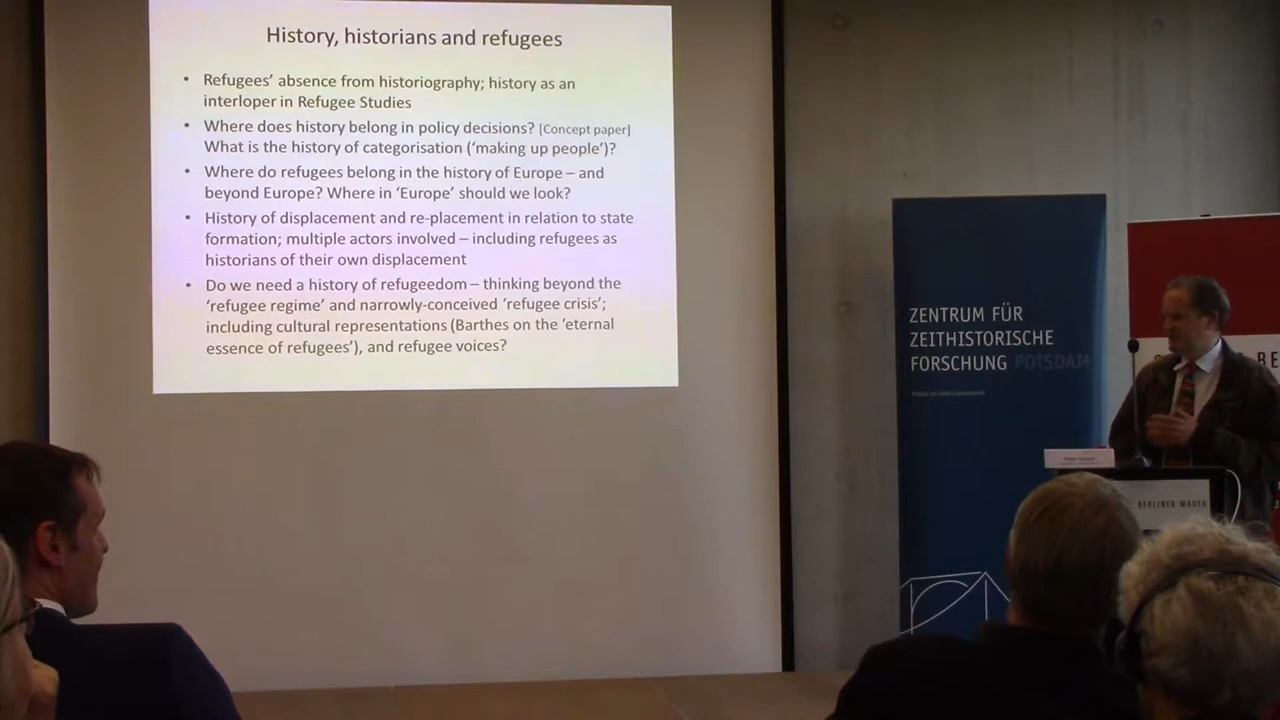 History, historians and refugees
• Refugees’ absence from historiography; history as an
interloper in Refugee Studies
• Where does history belong in policy decisions? [Concept paper]
What is the history of categorisation (‘making up people’)?
• Where do refugees belong in the history of Europe – and
beyond Europe? Where in ‘Europe’ should we look?
• History of displacement and re-placement in relation to state
formation; multiple actors involved – including refugees as
historians of their own displacement
• Do we need a history of refugeedom – thinking beyond the
‘refugee regime’ and narrowly-conceived ‘refugee crisis’;
including cultural representations (Barthes on the ‘eternal
essence of refugees’), and refugee voices?
ZENTRUM FÜR
ZEITHISTORISCHE
FORSCHUNG POTSDAM
BERLINER MAUER